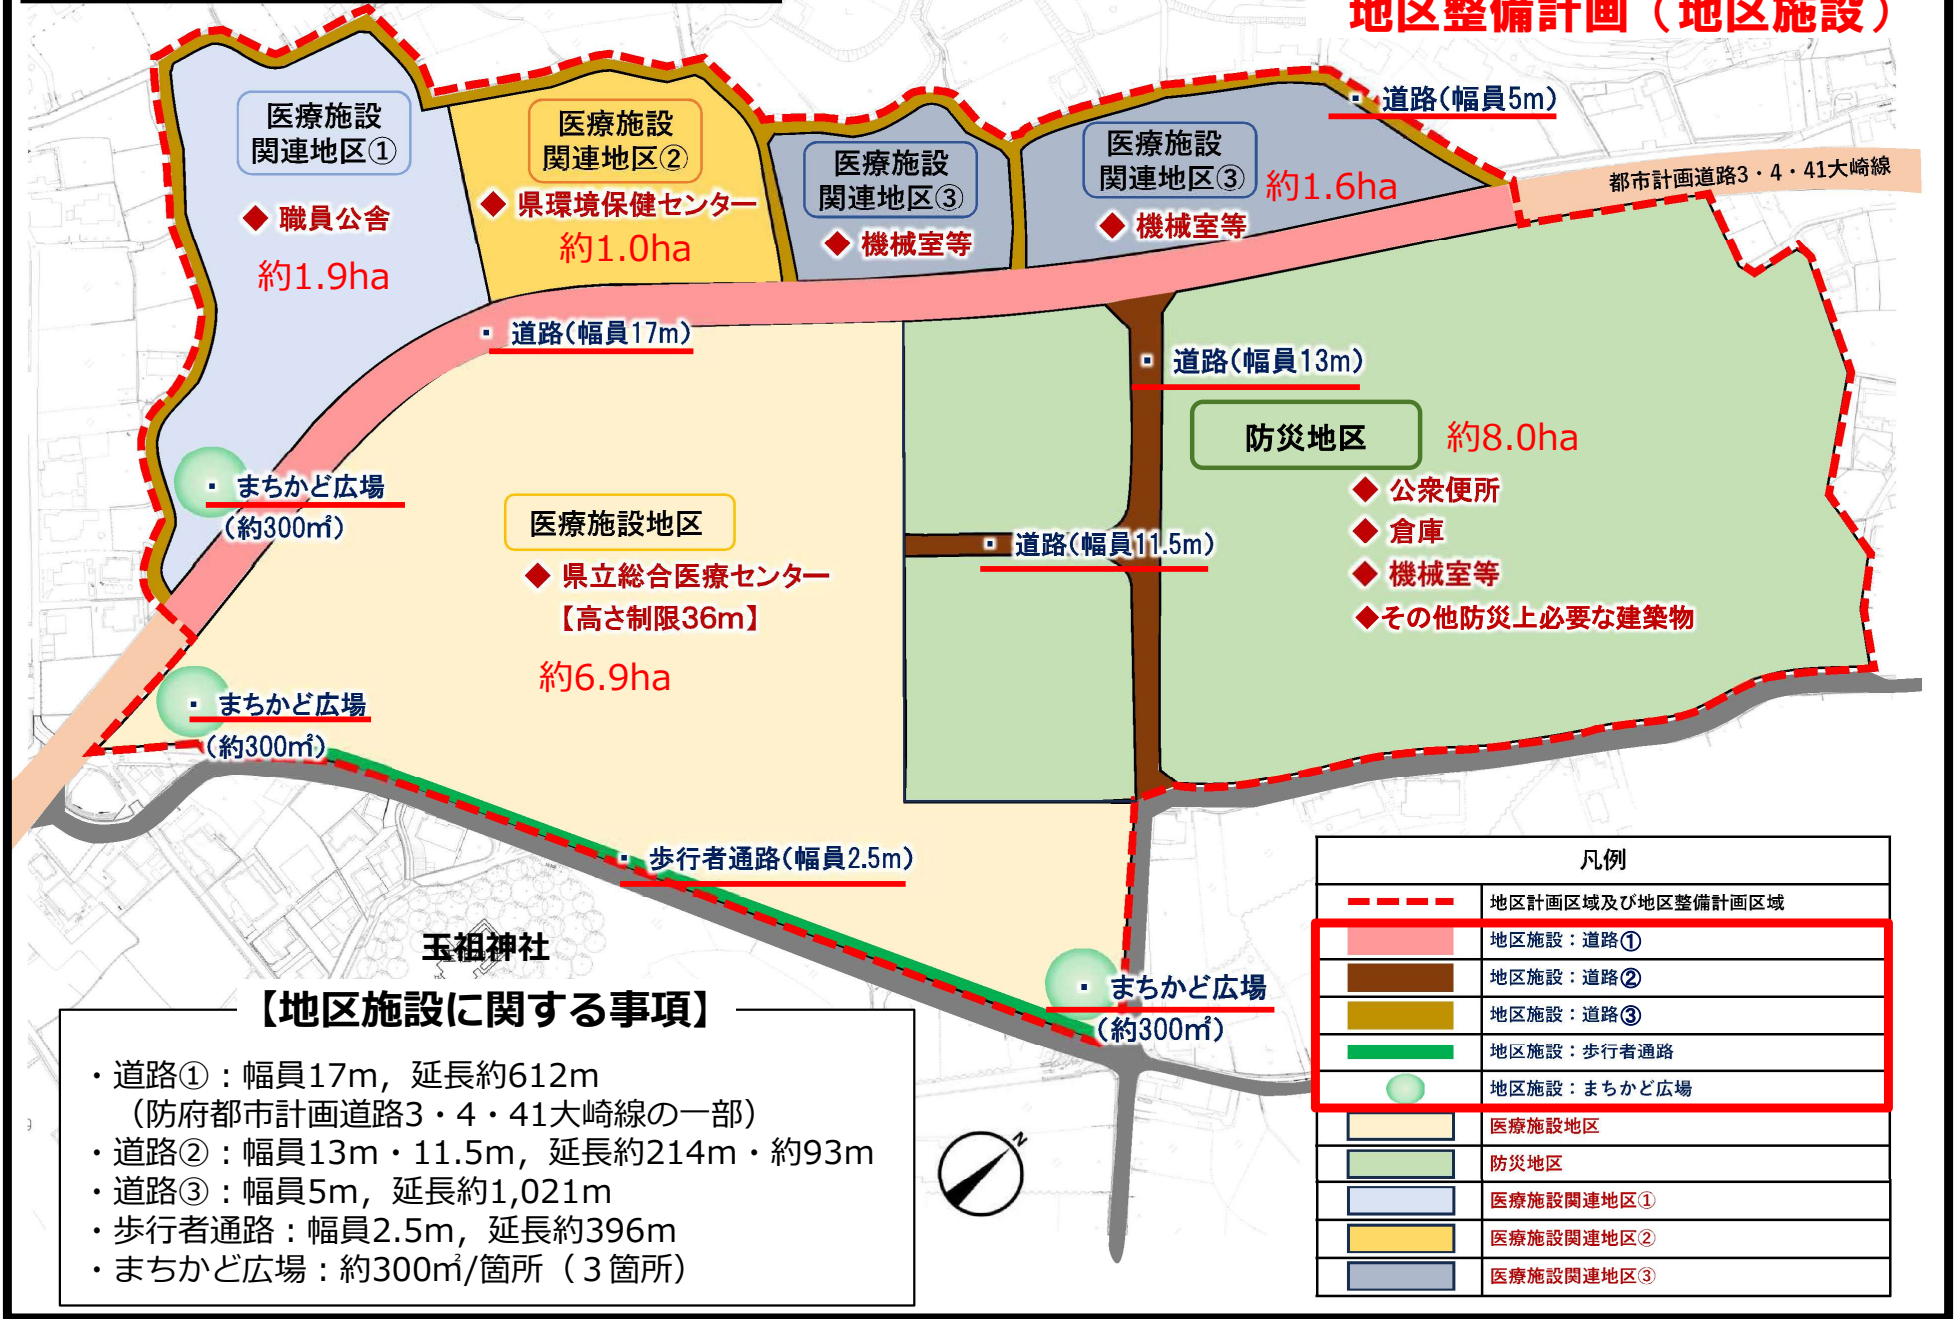 地区整備計画（地区施設）
医療施設
関連地区①
◆ 職員公舎
約1.9ha
医療施設
関連地区②
◆ 県環境保健センター
約1.0ha
医療施設
関連地区③
◆ 機械室等
医療施設
関連地区③
約1.6ha
◆ 機械室等
・道路(幅員5m)
都市計画道路3・4・41大崎線
・道路(幅員17m)
・道路(幅員13m)
防災地区
約8.0ha
◆ 公衆便所
◆ 倉庫
◆ 機械室等
◆その他防災上必要な建築物
・まちかど広場
(約300㎡)
医療施設地区
◆ 県立総合医療センター
【高さ制限36m】
約6.9ha
・道路(幅員11.5m)
・まちかど広場
(約300㎡)
・歩行者通路(幅員2.5m)
玉祖神社
・まちかど広場
(約300㎡)
【地区施設に関する事項】
・道路①：幅員17m，延長約612m
（防府都市計画道路3・4・41大崎線の一部）
・道路②：幅員13m・11.5m，延長約214m・約93m
・道路③：幅員5m，延長約1,021m
・歩行者通路：幅員2.5m，延長約396m
・まちかど広場：約300㎡/箇所（３箇所）
N
凡例
地区計画区域及び地区整備計画区域
地区施設：道路①
地区施設：道路②
地区施設：道路③
地区施設：歩行者通路
地区施設：まちかど広場
医療施設地区
防災地区
医療施設関連地区①
医療施設関連地区②
医療施設関連地区③